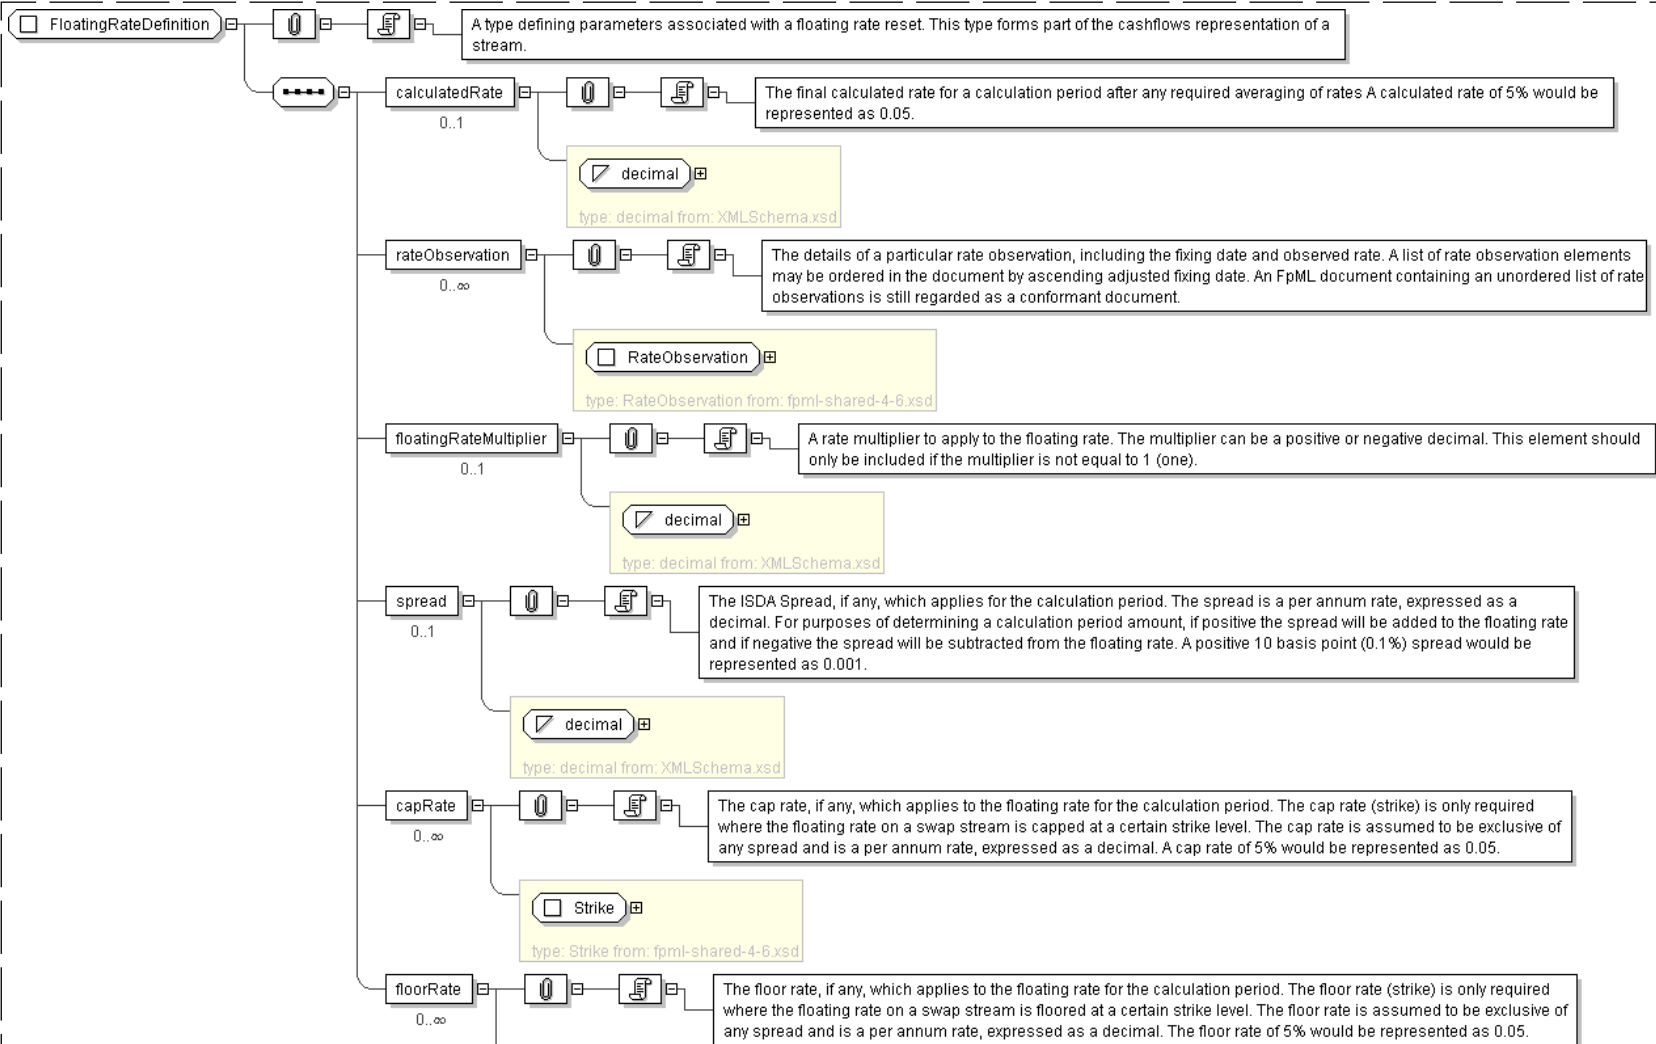 FloatingRateDefinition
A type defining parameters associated with a floating rate reset. This type forms part of the cashflows representation of a
stream.
calculatedRate
0..1
The final calculated rate for a calculation period after any required averaging of rates A calculated rate of 5% would be
represented as 0.05.
decimal
type: decimal from: XMLSchema.xsd
rateObservation
0..∞
The details of a particular rate observation, including the fixing date and observed rate. A list of rate observation elements
may be ordered in the document by ascending adjusted fixing date. An FpML document containing an unordered list of rate
observations is still regarded as a conformant document.
RateObservation
type: RateObservation from: fpml-shared-4-6.xsd
floatingRateMultiplier
0..1
A rate multiplier to apply to the floating rate. The multiplier can be a positive or negative decimal. This element should
only be included if the multiplier is not equal to 1 (one).
decimal
type: decimal from: XMLSchema.xsd
spread
0..1
The ISDA Spread, if any, which applies for the calculation period. The spread is a per annum rate, expressed as a
decimal. For purposes of determining a calculation period amount, if positive the spread will be added to the floating rate
and if negative the spread will be subtracted from the floating rate. A positive 10 basis point (0.1%) spread would be
represented as 0.001.
decimal
type: decimal from: XMLSchema.xsd
capRate
0..∞
The cap rate, if any, which applies to the floating rate for the calculation period. The cap rate (strike) is only required
where the floating rate on a swap stream is capped at a certain strike level. The cap rate is assumed to be exclusive of
any spread and is a per annum rate, expressed as a decimal. A cap rate of 5% would be represented as 0.05.
Strike
type: Strike from: fpml-shared-4-6.xsd
floorRate
0..∞
The floor rate, if any, which applies to the floating rate for the calculation period. The floor rate (strike) is only required
where the floating rate on a swap stream is floored at a certain strike level. The floor rate is assumed to be exclusive of
any spread and is a per annum rate, expressed as a decimal. The floor rate of 5% would be represented as 0.05.